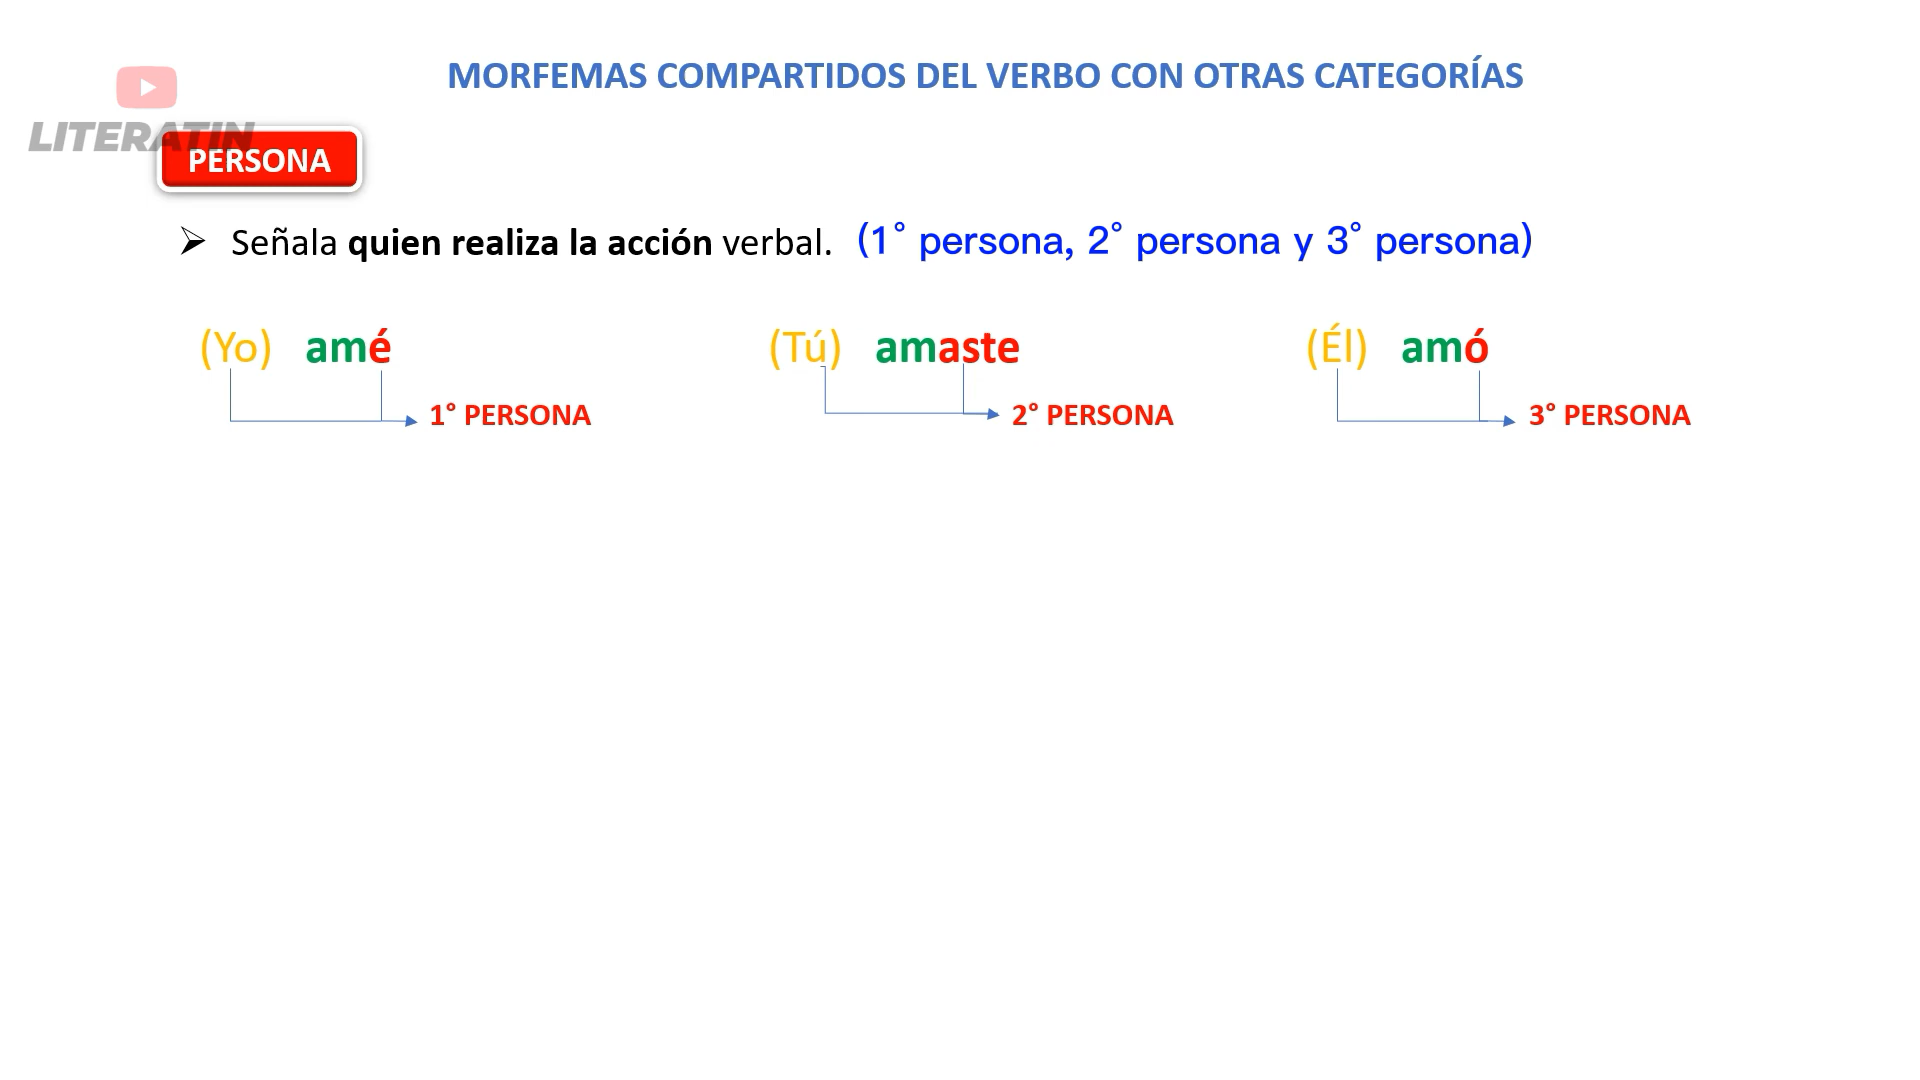 MORFEMAS COMPARTIDOS DEL VERBO CON OTRAS CATEGORÍAS
LITERATIN
PERSONA
Señala quien realiza la acción verbal. (1° persona, 2° persona y 3° persona)
(Yo) amé (Tú) amaste (Él) amó
1° PERSONA 2° PERSONA 3° PERSONA